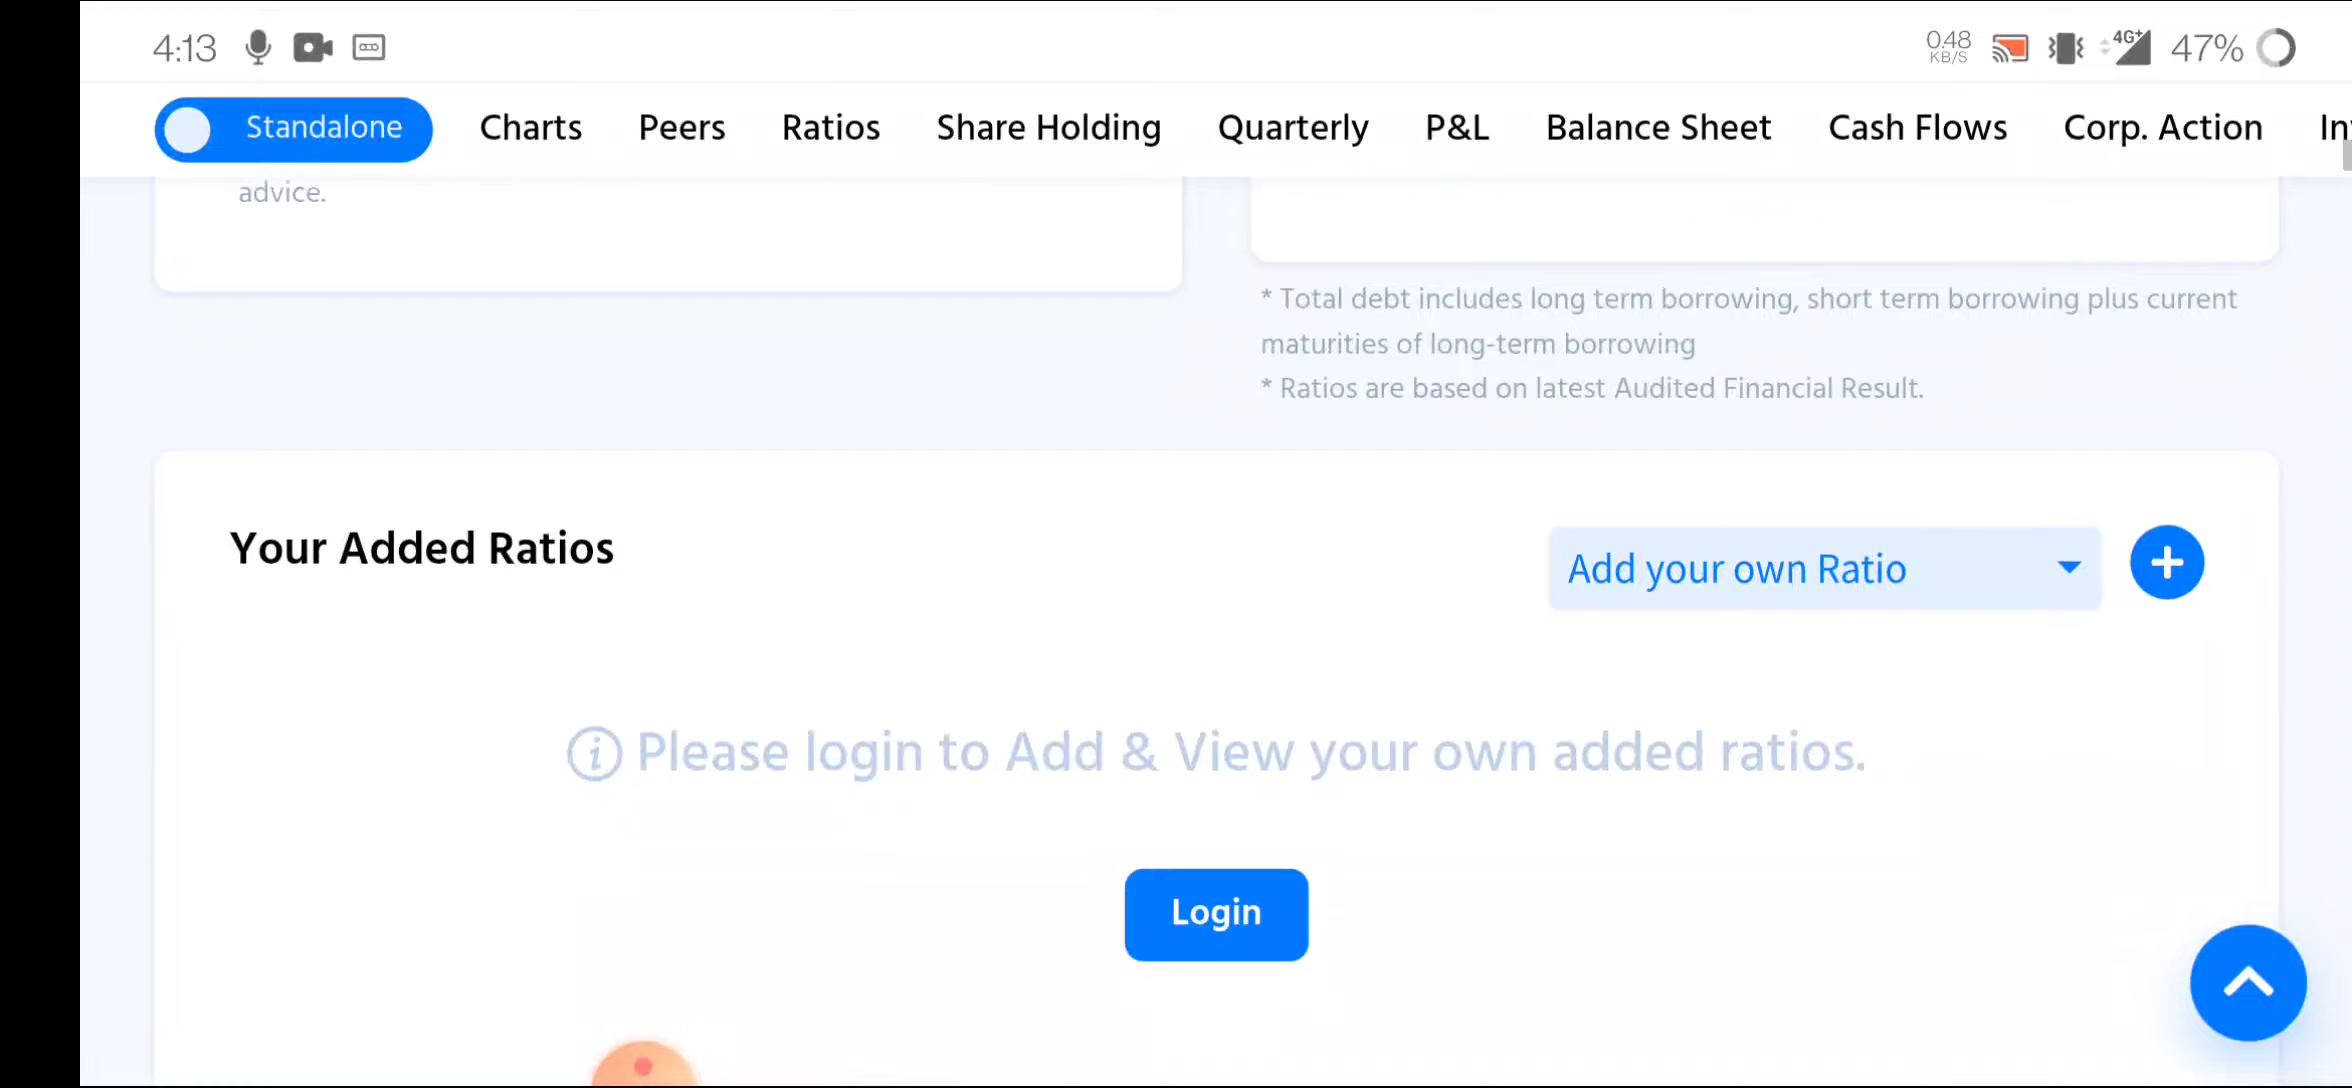 4:13
0.48
KB/S
4G+
47%
Standalone
Charts
Peers
Ratios
Share Holding
Quarterly
P&L
Balance Sheet
Cash Flows
Corp. Action
advice.
* Total debt includes long term borrowing, short term borrowing plus current
maturities of long-term borrowing
* Ratios are based on latest Audited Financial Result.
Your Added Ratios
Add your own Ratio
Please login to Add & View your own added ratios.
Login